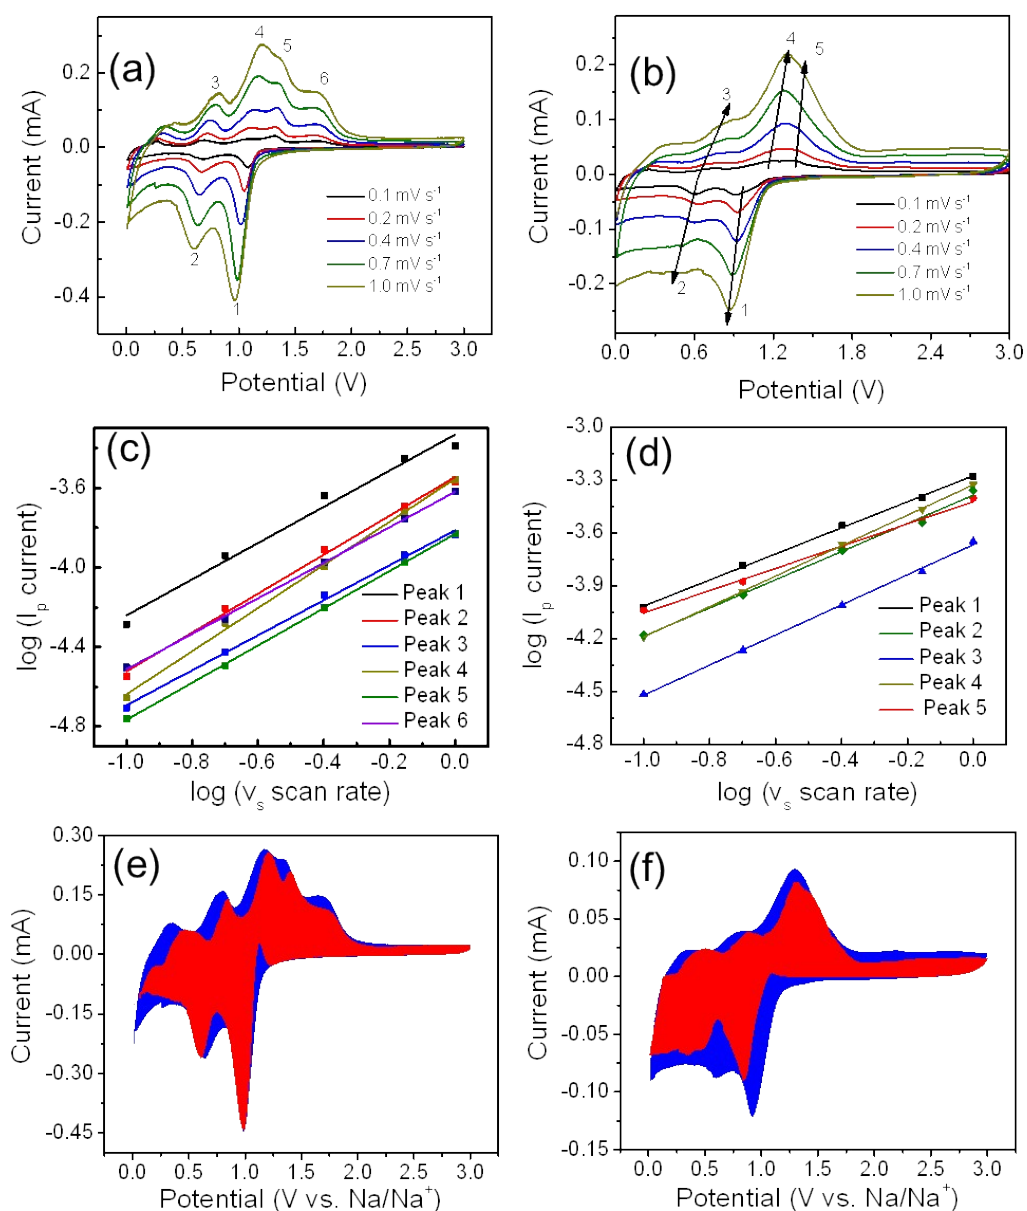 (a)
Current (mA)
0.2
0.0
-0.2
-0.4
1
2
3
4
5
6
0.1 mV s⁻¹
0.2 mV s⁻¹
0.4 mV s⁻¹
0.7 mV s⁻¹
1.0 mV s⁻¹
0.0 0.5 1.0 1.5 2.0 2.5 3.0
Potential (V)
(b)
Current (mA)
0.2
0.1
0.0
-0.1
-0.2
1
2
3
4
5
0.1 mV s⁻¹
0.2 mV s⁻¹
0.4 mV s⁻¹
0.7 mV s⁻¹
1.0 mV s⁻¹
0.0 0.6 1.2 1.8 2.4 3.0
Potential (V)
(c)
log (Iₚ current)
-3.6
-4.0
-4.4
-4.8
Peak 1
Peak 2
Peak 3
Peak 4
Peak 5
Peak 6
-1.0 -0.8 -0.6 -0.4 -0.2 0.0
log (vₛ scan rate)
(d)
log (Iₚ current)
-3.0
-3.3
-3.6
-3.9
-4.2
-4.5
-4.8
Peak 1
Peak 2
Peak 3
Peak 4
Peak 5
-1.0 -0.8 -0.6 -0.4 -0.2 0.0
log (vₛ scan rate)
(e)
Current (mA)
0.30
0.15
0.00
-0.15
-0.30
-0.45
0.0 0.5 1.0 1.5 2.0 2.5 3.0
Potential (V vs. Na/Na⁺)
(f)
Current (mA)
0.10
0.05
0.00
-0.05
-0.10
-0.15
0.0 0.5 1.0 1.5 2.0 2.5 3.0
Potential (V vs. Na/Na⁺)